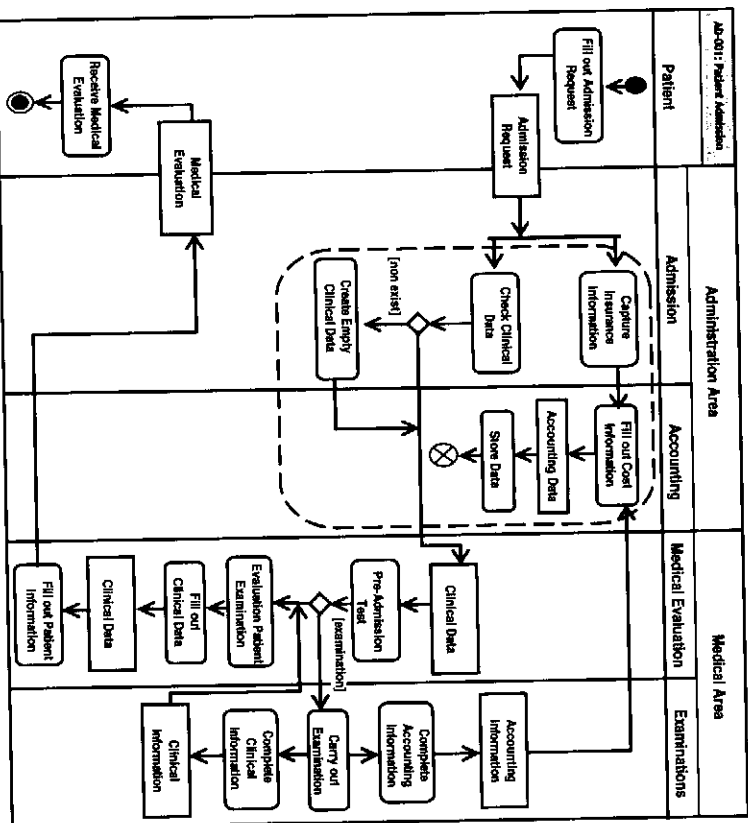 AD-001: Patient Admission
Patient
Administration Area
Admission
Accounting
Medical Area
Medical Evaluation
Examinations
Fill out Admission
Request
Admission
Request
Capture
Insurance
Information
Fill out Cost
Information
Accounting Data
Store Data
Check Clinical
Data
[non exist]
Create Empty
Clinical Data
Clinical Data
Pre-Admission
Test
[examination]
Evaluation Patient
Examination
Fill out
Clinical Data
Clinical Data
Fill out Patient
Information
Accounting
Information
Complete
Accounting
Information
Carry out
Examination
Complete
Clinical
Information
Clinical
Information
Medical
Evaluation
Receive Medical
Evaluation